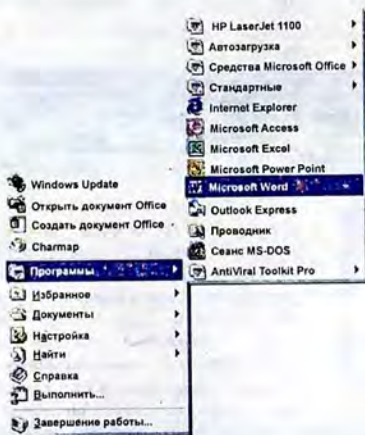 HP LaserJet 1100
Автозагрузка
Средства Microsoft Office
Стандартные
Internet Explorer
Microsoft Access
Microsoft Excel
Microsoft Power Point
Microsoft Word
Outlook Express
Проводник
Сеанс MS-DOS
AntiViral Toolkit Pro
Windows Update
Открыть документ Office
Создать документ Office
Charmap
Программы
Избранное
Документы
Настройка
Найти
Справка
Выполнить...
Завершение работы...